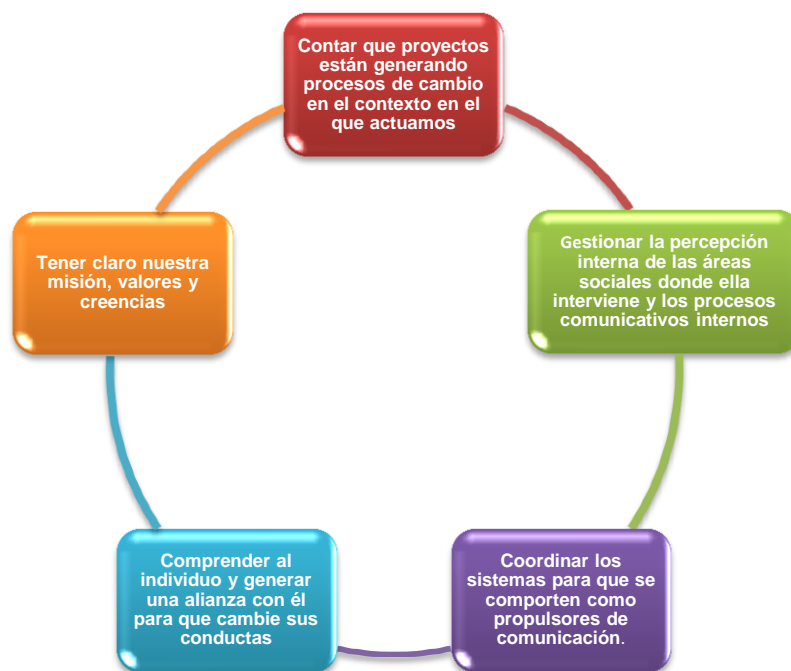 Contar que proyectos
están generando
procesos de cambio
en el contexto en el
que actuamos
Gestionar la percepción
interna de las áreas
sociales donde ella
interviene y los procesos
comunicativos internos
Coordinar los
sistemas para que se
comporten como
propulsores de
comunicación.
Comprender al
individuo y generar
una alianza con él
para que cambie sus
conductas
Tener claro nuestra
misión, valores y
creencias